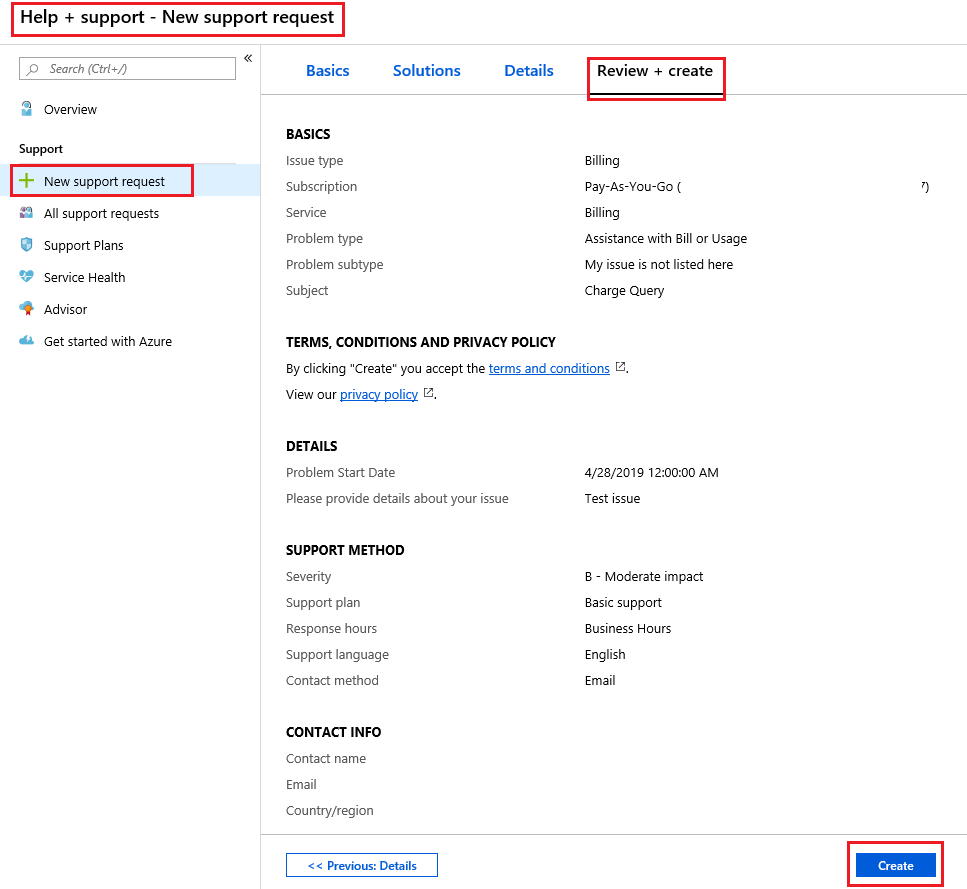 Help + support - New support request
Search (Ctrl+/)
«
Overview
Support
New support request
All support requests
Support Plans
Service Health
Advisor
Get started with Azure
Basics Solutions Details Review + create
BASICS
Issue type Billing
Subscription Pay-As-You-Go ( )
Service Billing
Problem type Assistance with Bill or Usage
Problem subtype My issue is not listed here
Subject Charge Query
TERMS, CONDITIONS AND PRIVACY POLICY
By clicking "Create" you accept the terms and conditions .
View our privacy policy .
DETAILS
Problem Start Date 4/28/2019 12:00:00 AM
Please provide details about your issue Test issue
SUPPORT METHOD
Severity B - Moderate impact
Support plan Basic support
Response hours Business Hours
Support language English
Contact method Email
CONTACT INFO
Contact name
Email
Country/region
<< Previous: Details Create